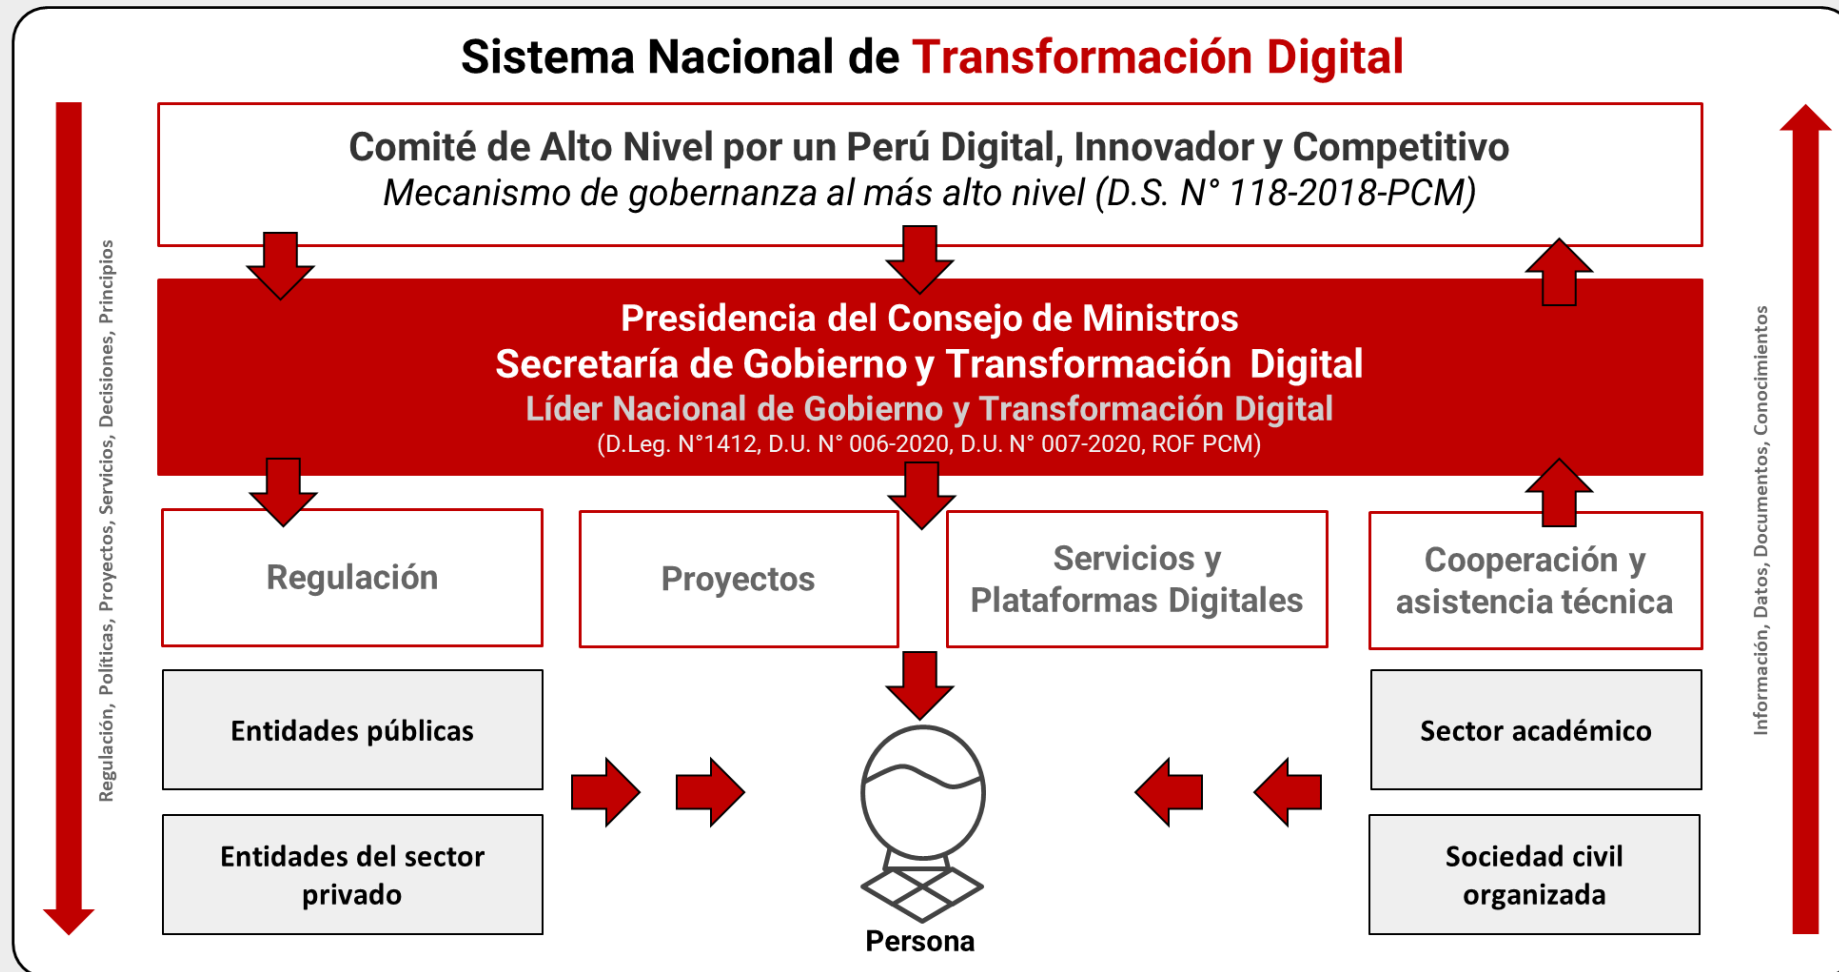 Sistema Nacional de Transformación Digital
Comité de Alto Nivel por un Perú Digital, Innovador y Competitivo
Mecanismo de gobernanza al más alto nivel (D.S. N° 118-2018-PCM)
Presidencia del Consejo de Ministros
Secretaría de Gobierno y Transformación Digital
Líder Nacional de Gobierno y Transformación Digital
(D.Leg. N°1412, D.U. N° 006-2020, D.U. N° 007-2020, ROF PCM)
Regulación, Políticas, Proyectos, Servicios, Decisiones, Principios
Regulación
Proyectos
Servicios y
Plataformas Digitales
Cooperación y
asistencia técnica
Información, Datos, Documentos, Conocimientos
Entidades públicas
Sector académico
Entidades del sector
privado
Sociedad civil
organizada
Persona